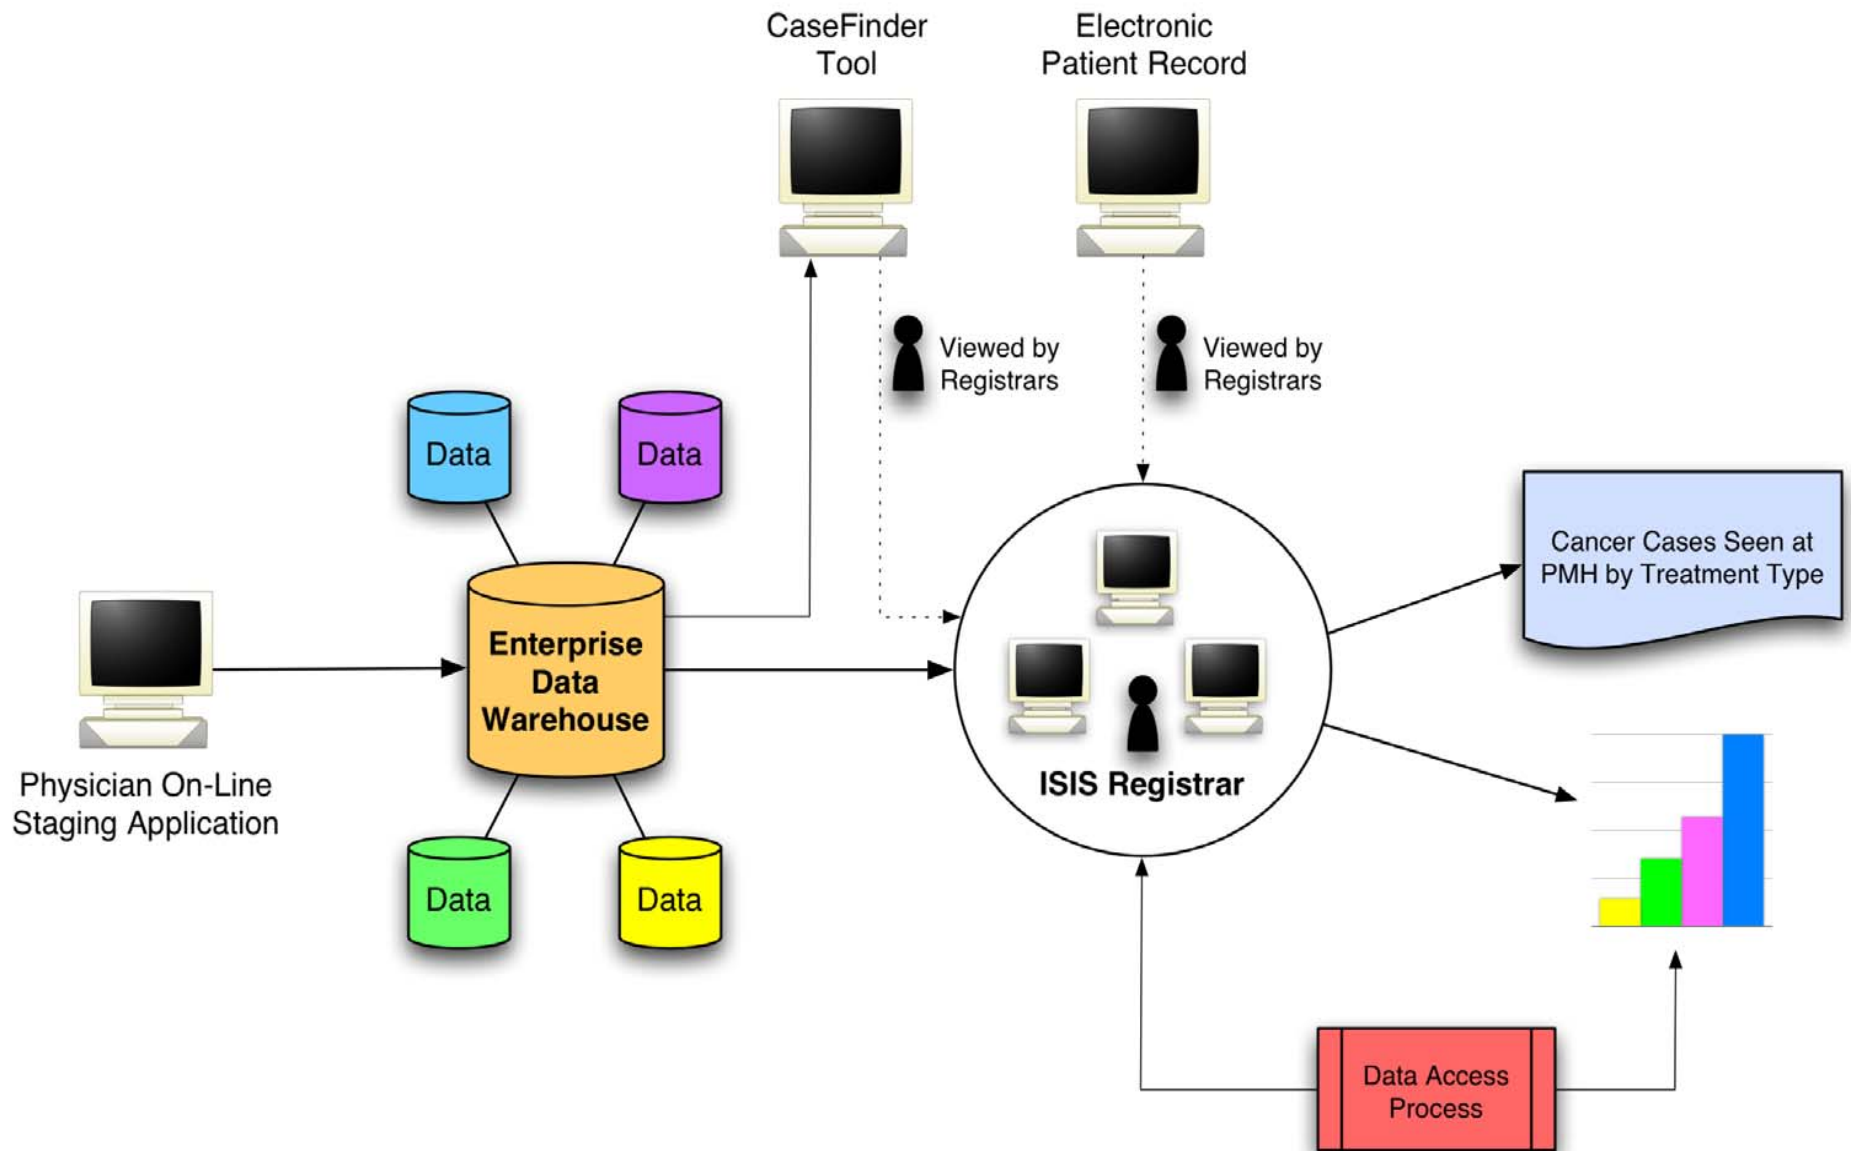 CaseFinder
Tool
Electronic
Patient Record
Viewed by
Registrars
Viewed by
Registrars
Data
Data
Cancer Cases Seen at
PMH by Treatment Type
Enterprise
Data
Warehouse
Physician On-Line
Staging Application
ISIS Registrar
Data
Data
Data Access
Process